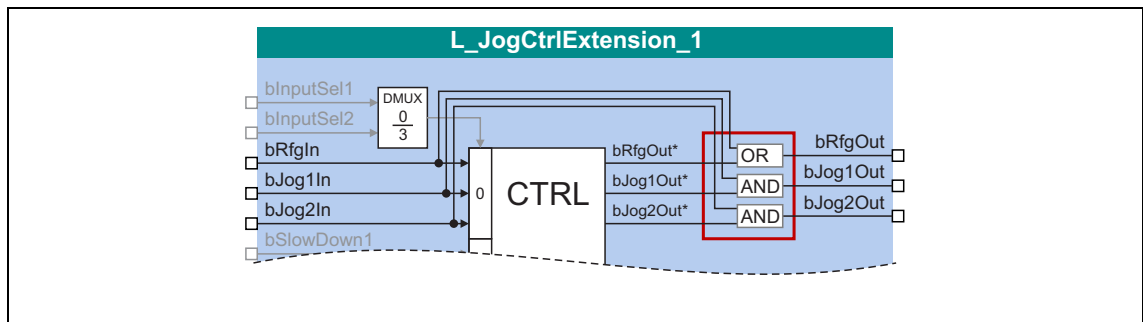 L_JogCtrlExtension_1
bInputSel1
bInputSel2
DMUX
0
3
bRfgIn
bJog1In
bJog2In
bSlowDown1
0
CTRL
bRfgOut*
bJog1Out*
bJog2Out*
OR
AND
AND
bRfgOut
bJog1Out
bJog2Out